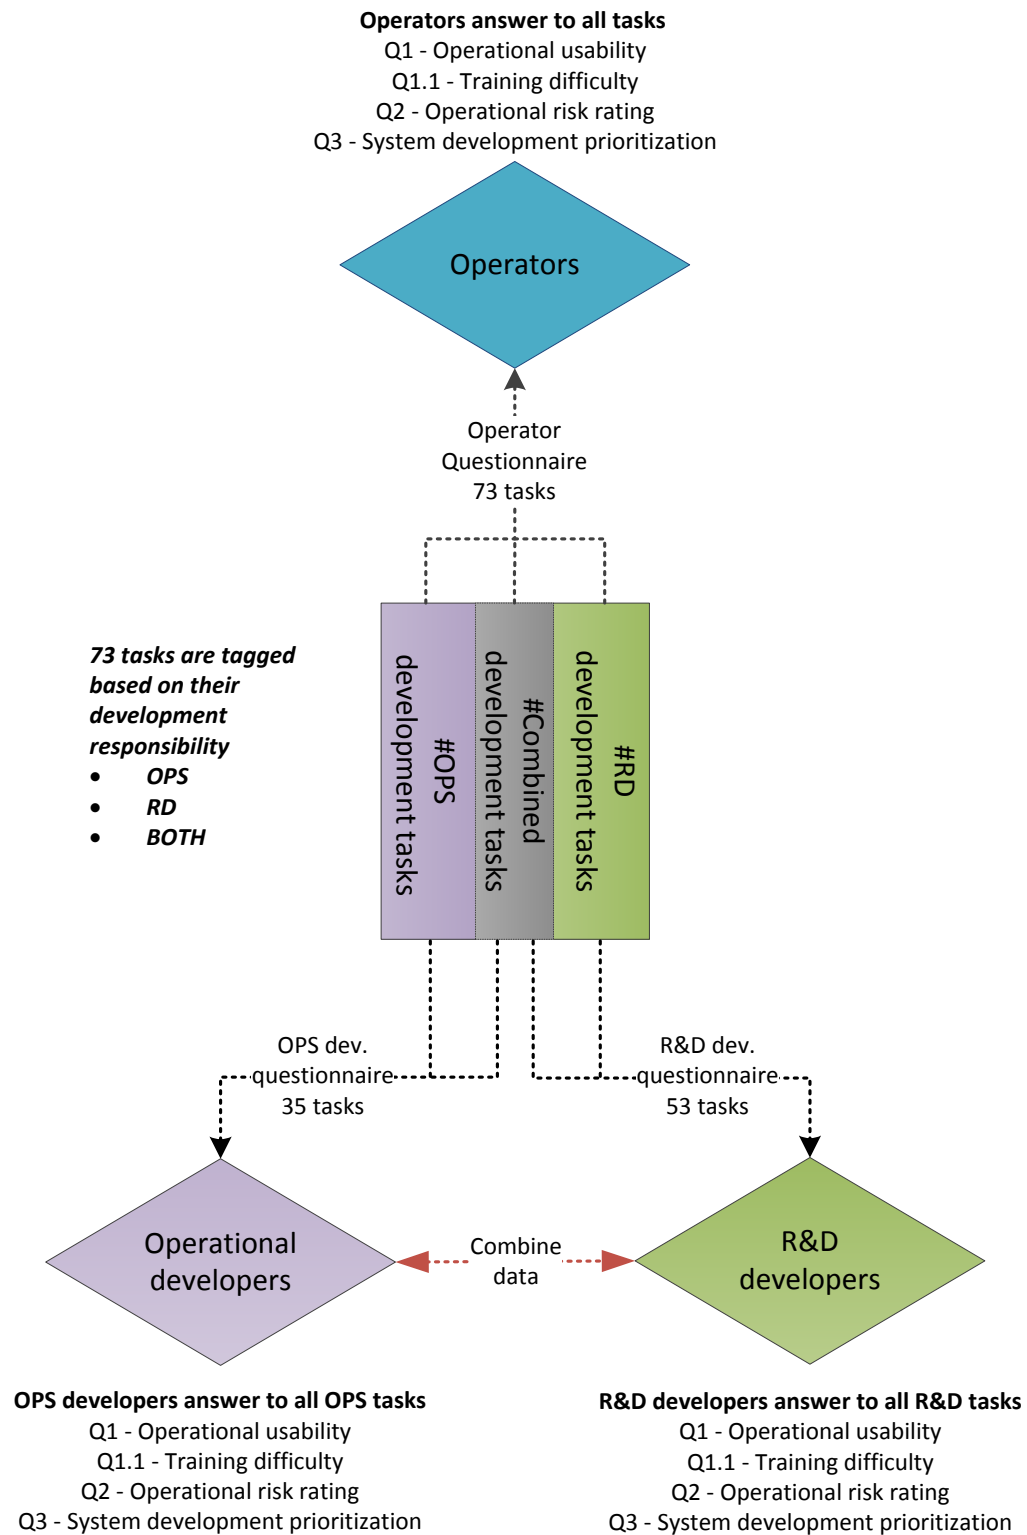 Operators answer to all tasks
Q1 - Operational usability
Q1.1 - Training difficulty
Q2 - Operational risk rating
Q3 - System development prioritization
Operators
Operator
Questionnaire
73 tasks
73 tasks are tagged
based on their
development
responsibility
• OPS
• RD
• BOTH
#OPS
development tasks
#Combined
development tasks
#RD
development tasks
OPS dev.
questionnaire
35 tasks
R&D dev.
questionnaire
53 tasks
Operational
developers
Combine
data
R&D
developers
OPS developers answer to all OPS tasks
Q1 - Operational usability
Q1.1 - Training difficulty
Q2 - Operational risk rating
Q3 - System development prioritization
R&D developers answer to all R&D tasks
Q1 - Operational usability
Q1.1 - Training difficulty
Q2 - Operational risk rating
Q3 - System development prioritization